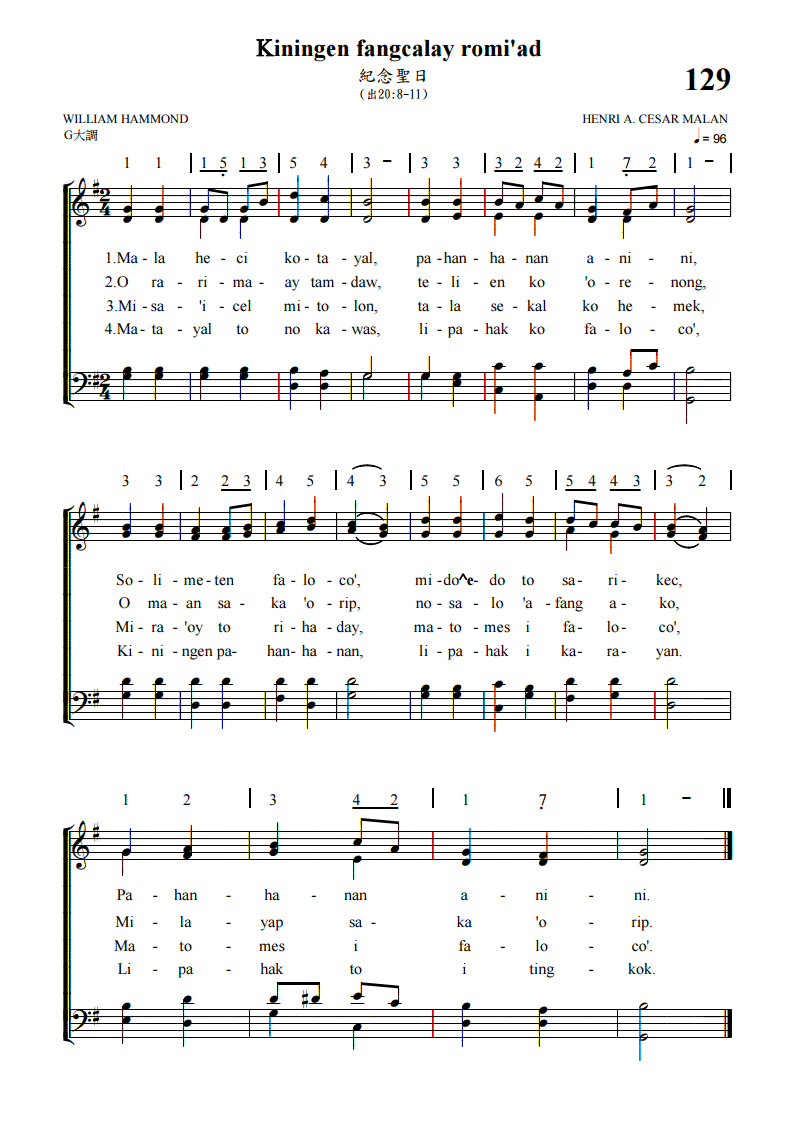 Kiningen fangcalay romi'ad
紀念聖日
(出20:8-11)
129
WILLIAM HAMMOND
HENRI A. CESAR MALAN
G大調
♩= 96
1 1 | 1 5̣ 1 3 | 5 4 | 3 – | 3 3 | 3 2 4 2 | 1 7̣ 2 | 1 – |
1.Ma- la he- ci ko- ta- yal, pa- han- ha- nan a- ni- ni,
2.O ra- ri- ma- ay tam- daw, te- li- en ko 'o- re- nong,
3.Mi- sa- 'i- cel mi- to- lon, ta- la se- kal ko he- mek,
4.Ma- ta- yal to no ka- was, li- pa- hak ko fa- lo- co',
3 3 | 2 2 3 | 4 5 | 4 3 | 5 5 | 6 5 | 5 4 4 3 | 3 2 |
So- li- me- ten fa- lo- co', mi- do^e- do to sa- ri- kec,
O ma- an sa- ka 'o- rip, no- sa- lo 'a- fang a- ko,
Mi- ra- 'oy to ri- ha- day, ma- to- mes i fa- lo- co',
Ki- ni- ngen pa- han- ha- nan, li- pa- hak i ka- ra- yan.
1 2 | 3 4 2 | 1 7̣ | 1 – ||
Pa- han- ha- nan a- ni- ni.
Mi- la- yap sa- ka 'o- rip.
Ma- to- mes i fa- lo- co'.
Li- pa- hak to i ting- kok.